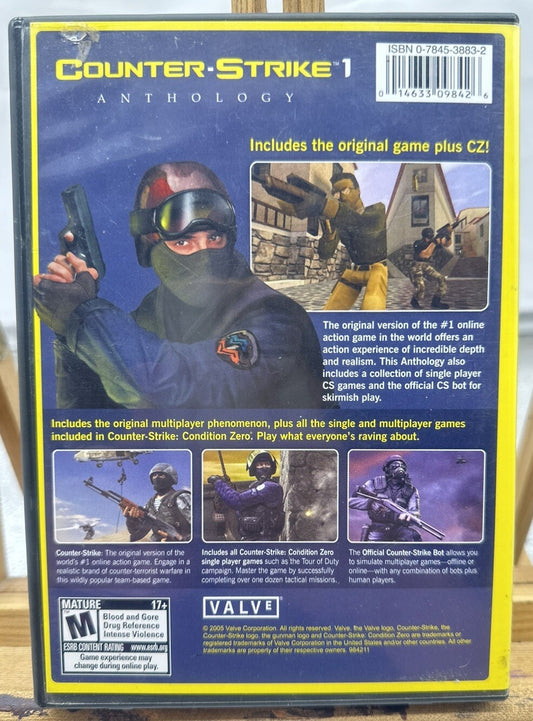 COUNTER-STRIKE™ 1
ANTHOLOGY
ISBN 0-7845-3883-2
0 14633 09842 6
Includes the original game plus CZ!
The original version of the #1 online
action game in the world offers an
action experience of incredible depth
and realism. This Anthology also
includes a collection of single player
CS games and the official CS bot for
skirmish play.
Includes the original multiplayer phenomenon, plus all the single and multiplayer games
included in Counter-Strike: Condition Zero. Play what everyone's raving about.
Counter-Strike: The original version of the
world's #1 online action game. Engage in a
realistic brand of counter-terrorist warfare in
this wildly popular team-based game.
Includes all Counter-Strike: Condition Zero
single player games such as the Tour of Duty
campaign. Master the game by successfully
completing over one dozen tactical missions.
The Official Counter-Strike Bot allows you
to simulate multiplayer games—offline or
online—with any combination of bots plus
human players.
MATURE 17+
M
Blood and Gore
Drug Reference
Intense Violence
ESRB CONTENT RATING www.esrb.org
Game experience may
change during online play
VALVE®
© 2005 Valve Corporation. All rights reserved. Valve, the Valve logo, Counter-Strike, the
Counter-Strike logo, the gunman logo and Counter-Strike: Condition Zero are trademarks or
registered trademarks of Valve Corporation in the United States and/or other countries. All other
trademarks are property of their respective owners. 984211